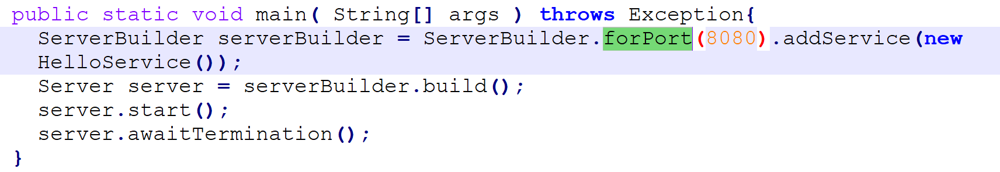 public static void main( String[] args ) throws Exception{
ServerBuilder serverBuilder = ServerBuilder.forPort(8080).addService(new
HelloService());
Server server = serverBuilder.build();
server.start();
server.awaitTermination();
}